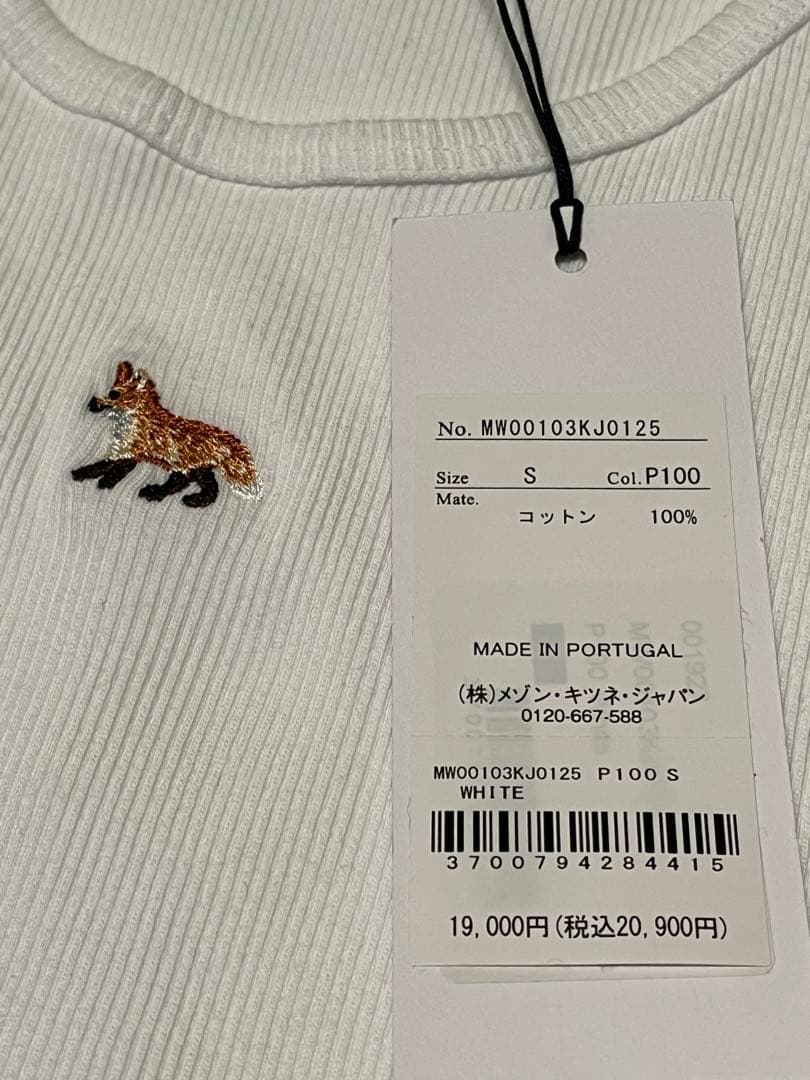 No. MW00103KJ0125
Size S Col. P100
Mate.
コットン 100%
MADE IN PORTUGAL
(株)メゾン・キツネ・ジャパン
0120-667-588
MW00103KJ0125 P100 S
WHITE
3700794284415
19,000円(税込20,900円)